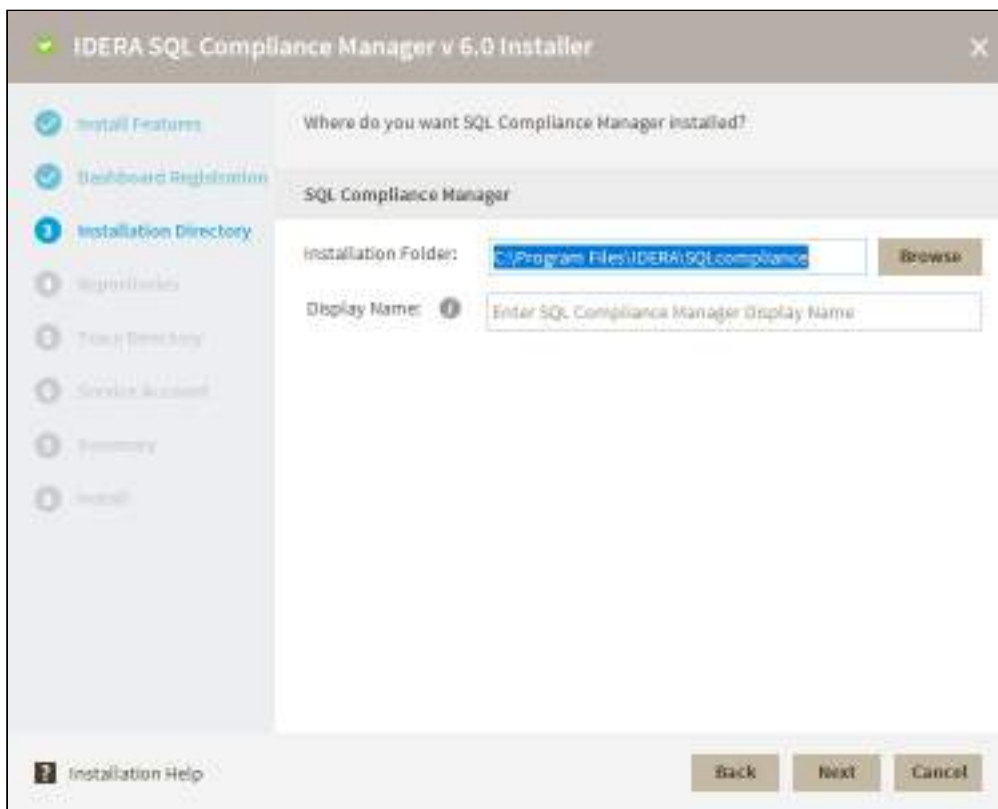 IDERA SQL Compliance Manager v 6.0 Installer
Install Features
Dashboard Registration
3 Installation Directory
Repositories
Trace Directory
Service Account
Summary
Install
Where do you want SQL Compliance Manager installed?
SQL Compliance Manager
Installation Folder:
C:\Program Files\IDERA\SQLcompliance
Browse
Display Name:
Enter SQL Compliance Manager Display Name
? Installation Help
Back
Next
Cancel